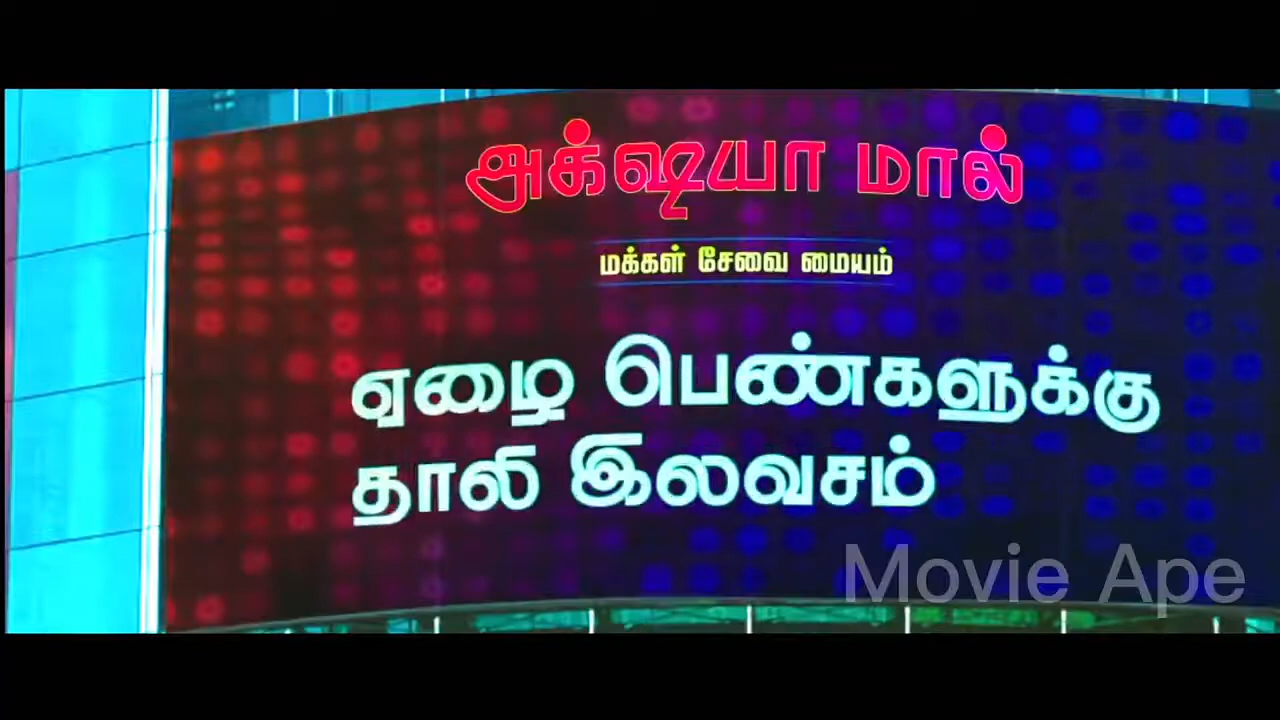 அக்ஷயா மால்
மக்கள் சேவை மையம்
ஏழை பெண்களுக்கு
தாலி இலவசம்
Movie Ape